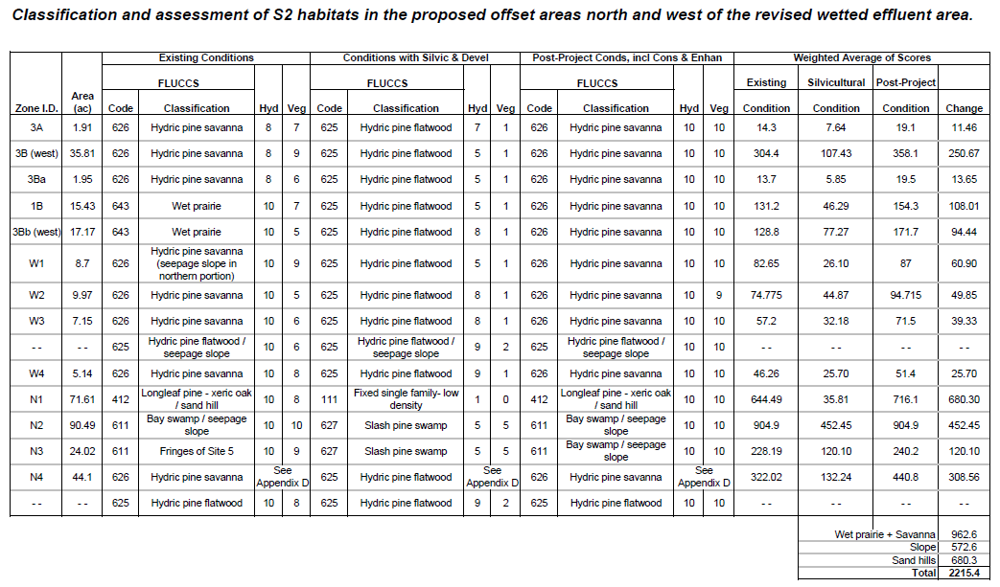 Classification and assessment of S2 habitats in the proposed offset areas north and west of the revised wetted effluent area.
Existing Conditions Conditions with Silvic & Devel Post-Project Conds, incl Cons & Enhan Weighted Average of Scores
FLUCCS FLUCCS FLUCCS Existing Silvicultural Post-Project
Zone I.D. Area (ac) Code Classification Hyd Veg Code Classification Hyd Veg Code Classification Hyd Veg Condition Condition Condition Change
3A 1.91 626 Hydric pine savanna 8 7 625 Hydric pine flatwood 7 1 626 Hydric pine savanna 10 10 14.3 7.64 19.1 11.46
3B (west) 35.81 626 Hydric pine savanna 8 9 625 Hydric pine flatwood 5 1 626 Hydric pine savanna 10 10 304.4 107.43 358.1 250.67
3Ba 1.95 626 Hydric pine savanna 8 6 625 Hydric pine flatwood 5 1 626 Hydric pine savanna 10 10 13.7 5.85 19.5 13.65
1B 15.43 643 Wet prairie 10 7 625 Hydric pine flatwood 5 1 626 Hydric pine savanna 10 10 131.2 46.29 154.3 108.01
3Bb (west) 17.17 643 Wet prairie 10 5 625 Hydric pine flatwood 8 1 626 Hydric pine savanna 10 10 128.8 77.27 171.7 94.44
W1 8.7 626 Hydric pine savanna (seepage slope in northern portion) 10 9 625 Hydric pine flatwood 5 1 626 Hydric pine savanna 10 10 82.65 26.10 87 60.90
W2 9.97 626 Hydric pine savanna 10 5 625 Hydric pine flatwood 8 1 626 Hydric pine savanna 10 9 74.775 44.87 94.715 49.85
W3 7.15 626 Hydric pine savanna 10 6 625 Hydric pine flatwood 8 1 626 Hydric pine savanna 10 10 57.2 32.18 71.5 39.33
- - - - 625 Hydric pine flatwood / seepage slope 10 6 625 Hydric pine flatwood / seepage slope 9 2 625 Hydric pine flatwood / seepage slope 10 10 - - - - - - - -
W4 5.14 626 Hydric pine savanna 10 8 625 Hydric pine flatwood 9 1 626 Hydric pine savanna 10 10 46.26 25.70 51.4 25.70
N1 71.61 412 Longleaf pine - xeric oak / sand hill 10 8 111 Fixed single family- low density 1 0 412 Longleaf pine - xeric oak / sand hill 10 10 644.49 35.81 716.1 680.30
N2 90.49 611 Bay swamp / seepage slope 10 10 627 Slash pine swamp 5 5 611 Bay swamp / seepage slope 10 10 904.9 452.45 904.9 452.45
N3 24.02 611 Fringes of Site 5 10 9 627 Slash pine swamp 5 5 611 Bay swamp / seepage slope 10 10 228.19 120.10 240.2 120.10
N4 44.1 626 Hydric pine savanna See Appendix D 625 Hydric pine flatwood See Appendix D 626 Hydric pine savanna See Appendix D 322.02 132.24 440.8 308.56
- - - - 625 Hydric pine flatwood 10 8 625 Hydric pine flatwood 9 2 625 Hydric pine flatwood 10 10 - - - - - - - -
Wet prairie + Savanna 962.6
Slope 572.6
Sand hills 680.3
Total 2215.4